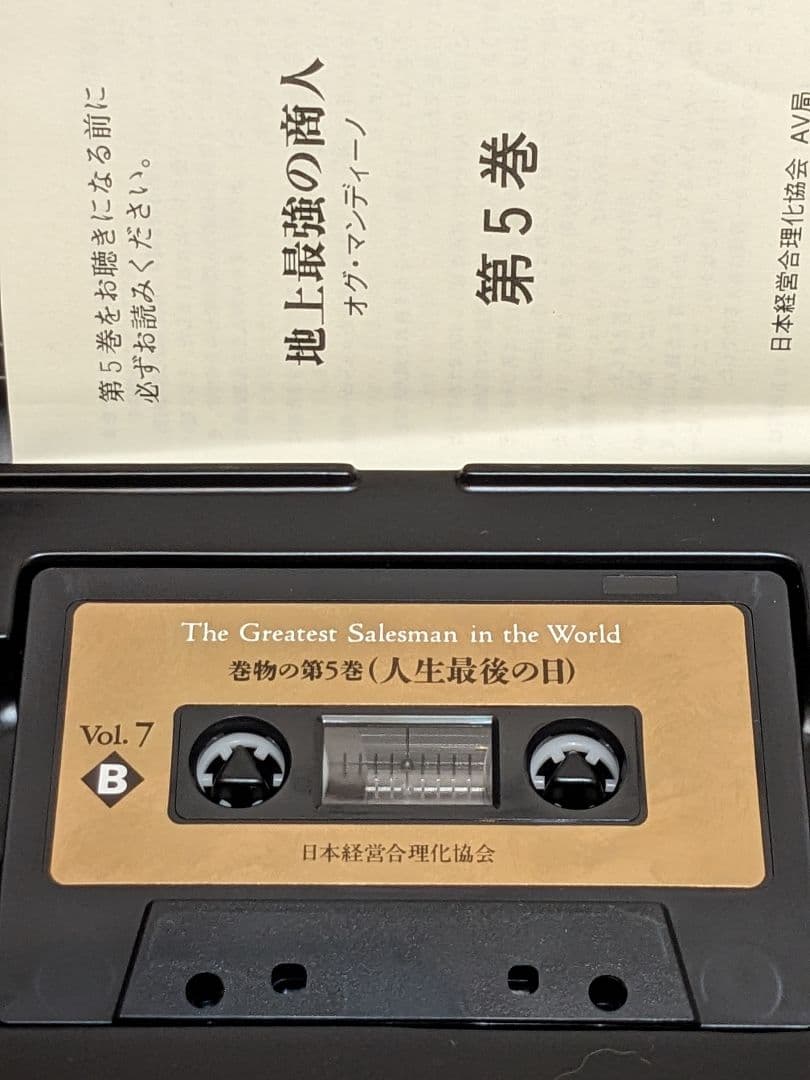 第5巻をお聴きになる前に
必ずお読みください。
地上最強の商人
オグ・マンディーノ
第5巻
日本経営合理化協会 AV局
The Greatest Salesman in the World
巻物の第5巻(人生最後の日)
Vol. 7
B
日本経営合理化協会